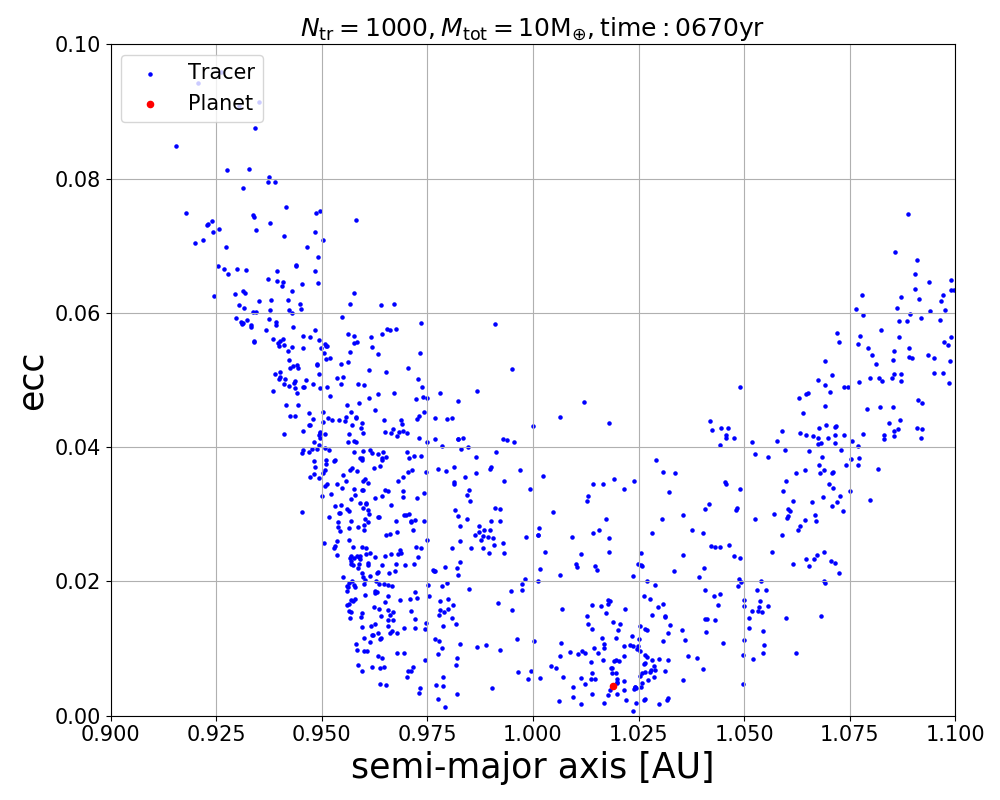 N_tr = 1000, M_tot = 10M_⊕, time : 0670yr
Tracer
Planet
ecc
0.10
0.08
0.06
0.04
0.02
0.00
0.900 0.925 0.950 0.975 1.000 1.025 1.050 1.075 1.100
semi-major axis [AU]